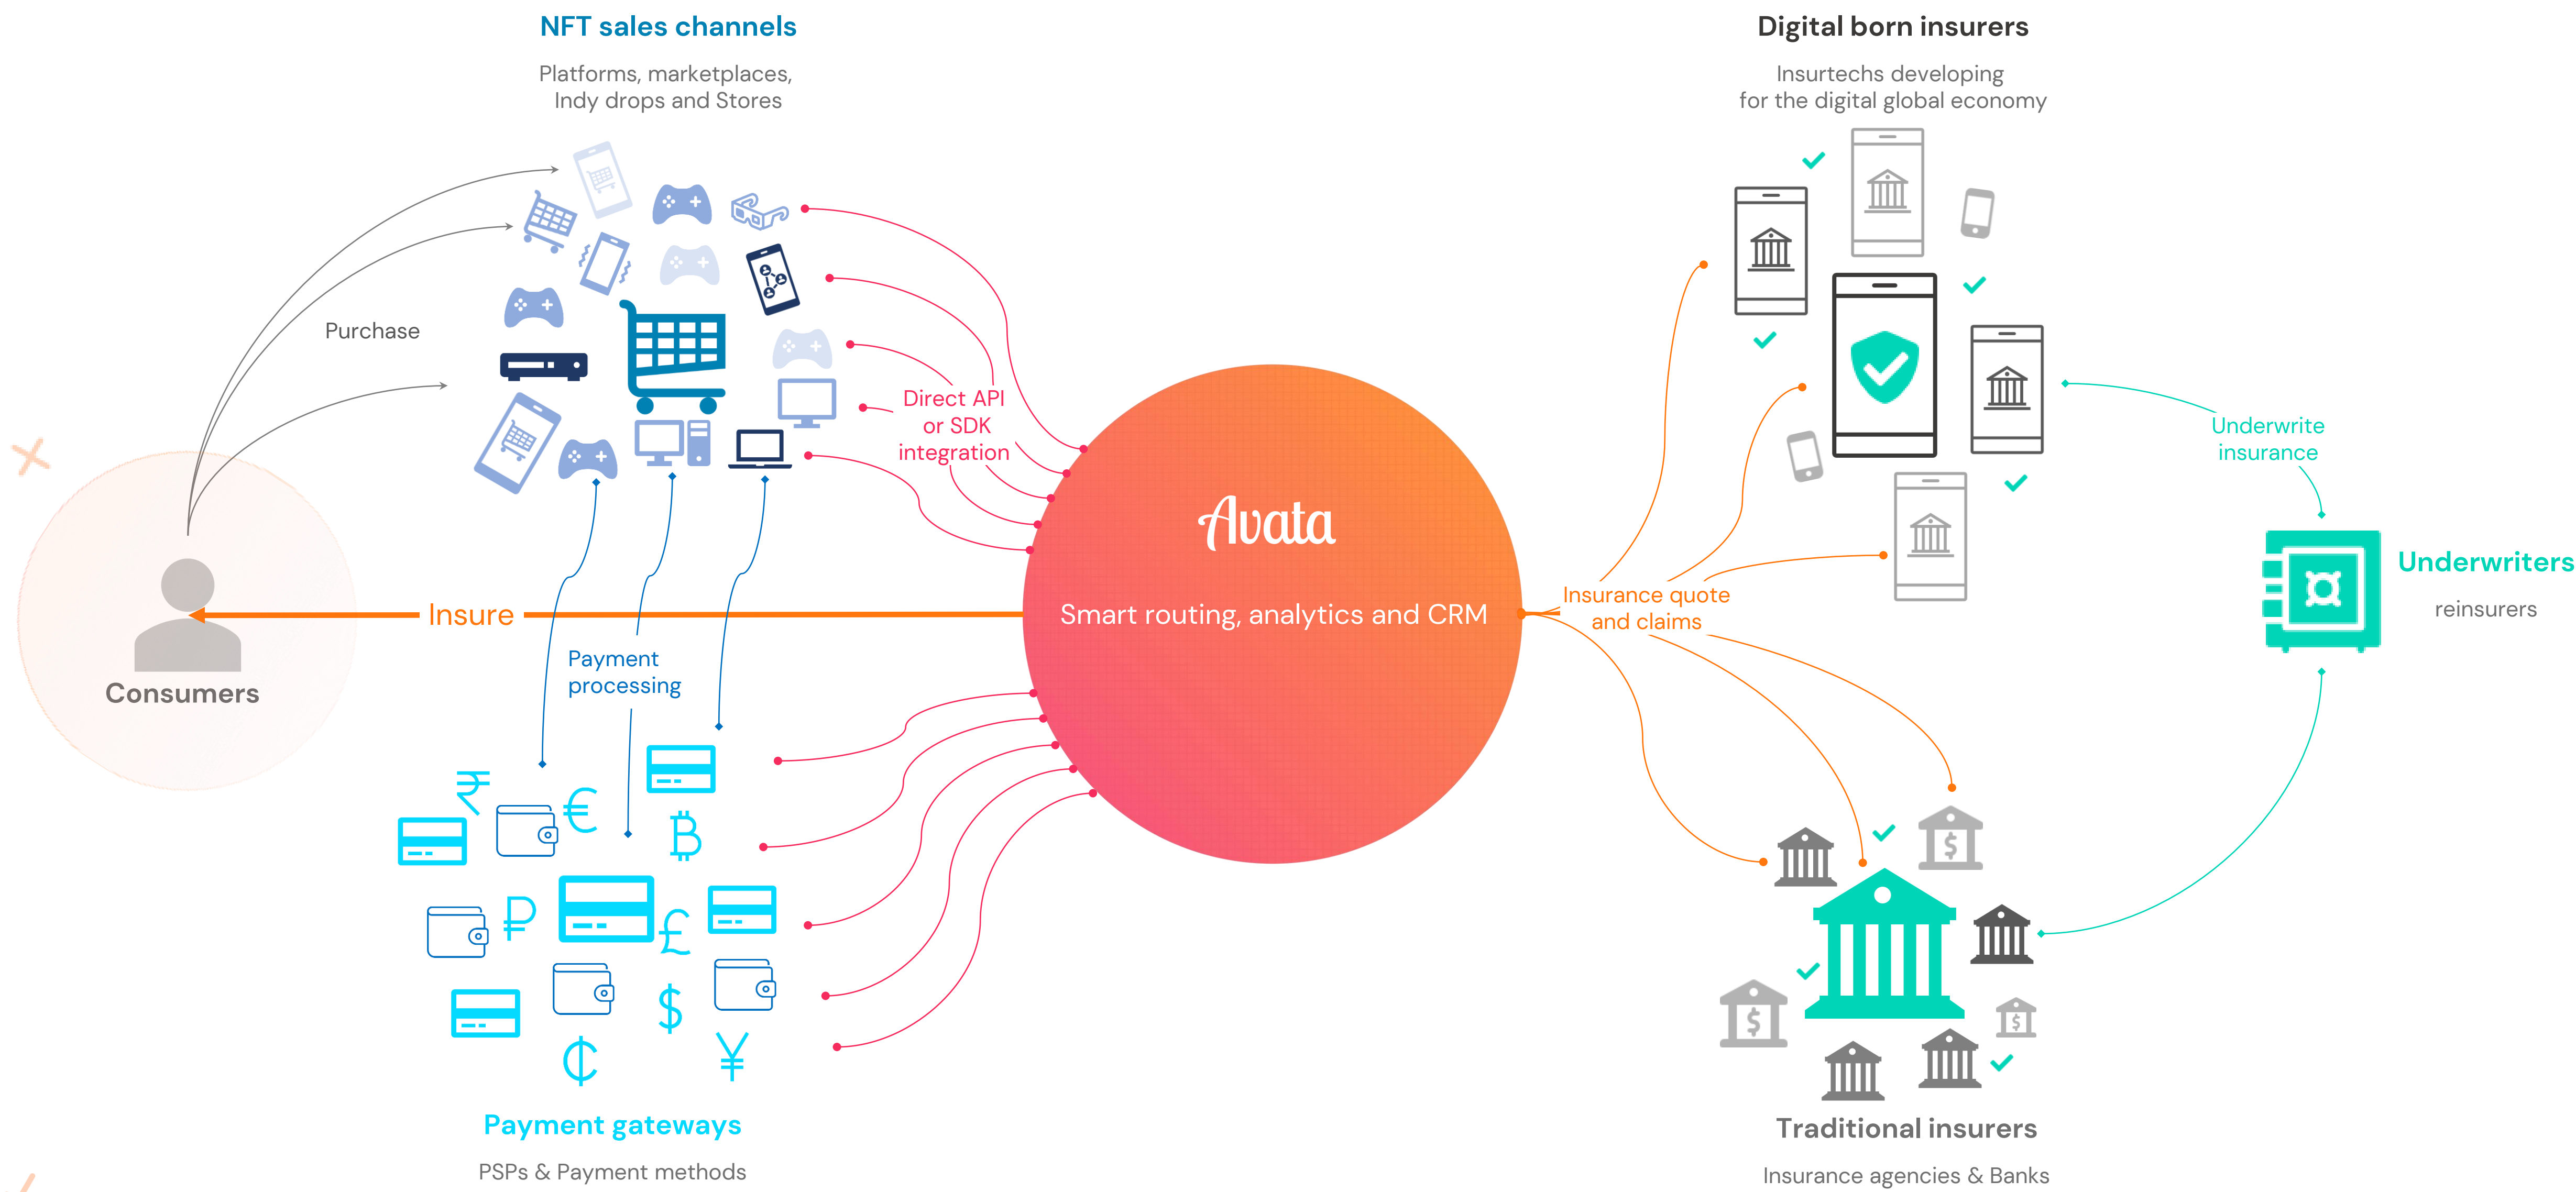 NFT sales channels
Platforms, marketplaces,
Indy drops and Stores
Digital born insurers
Insurtechs developing
for the digital global economy
Purchase
Direct API
or SDK
integration
Underwrite
insurance
Avata
Smart routing, analytics and CRM
Insure
Insurance quote
and claims
Underwriters
reinsurers
Consumers
Payment
processing
₹
€
₿
₽
£
$
₵
¥
$
$
$
Payment gateways
PSPs & Payment methods
Traditional insurers
Insurance agencies & Banks